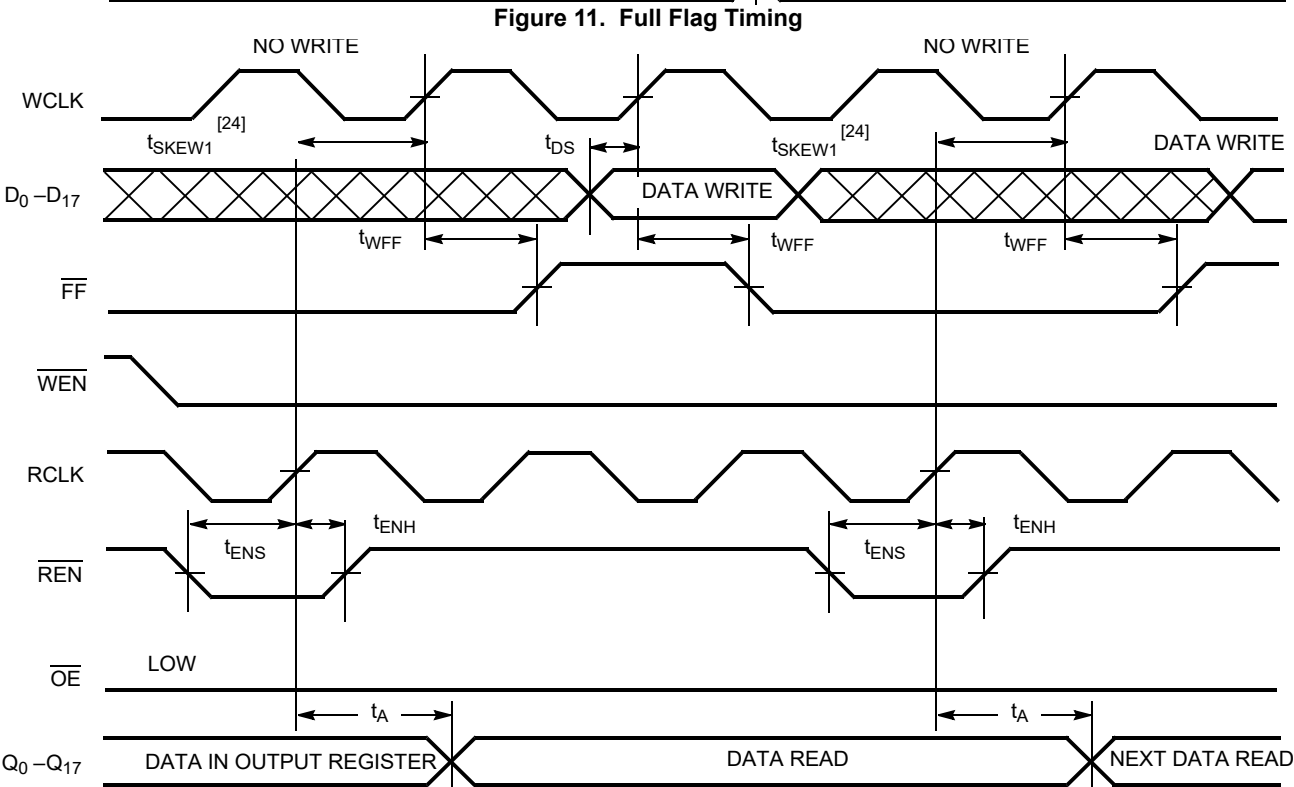 Figure 11. Full Flag Timing
NO WRITE NO WRITE
WCLK
tSKEW1 [24] tDS tSKEW1 [24] DATA WRITE
D0 –D17 DATA WRITE
tWFF tWFF tWFF
FF
WEN
RCLK
tENS tENH tENS tENH
REN
LOW
OE
tA tA
Q0 –Q17 DATA IN OUTPUT REGISTER DATA READ NEXT DATA READ